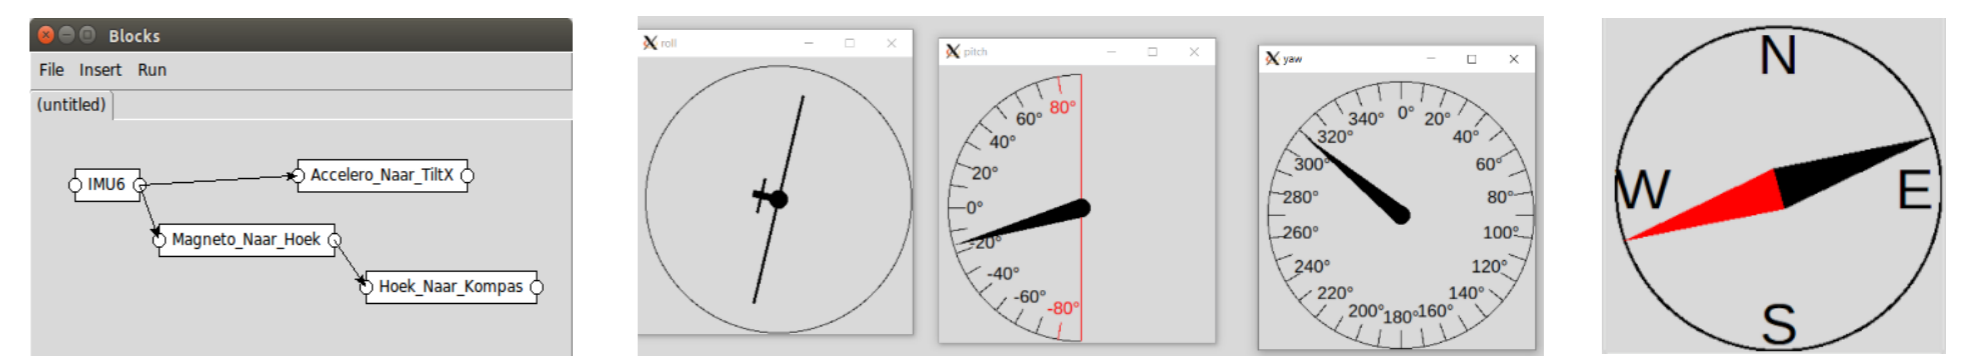 Blocks
File Insert Run
(untitled)
IMU6
Accelero_Naar_TiltX
Magneto_Naar_Hoek
Hoek_Naar_Kompas
roll
pitch
80°
60°
40°
20°
0°
-20°
-40°
-60°
-80°
yaw
0°
20°
40°
60°
80°
100°
120°
140°
160°
180°
200°
220°
240°
260°
280°
300°
320°
340°
N
W E
S